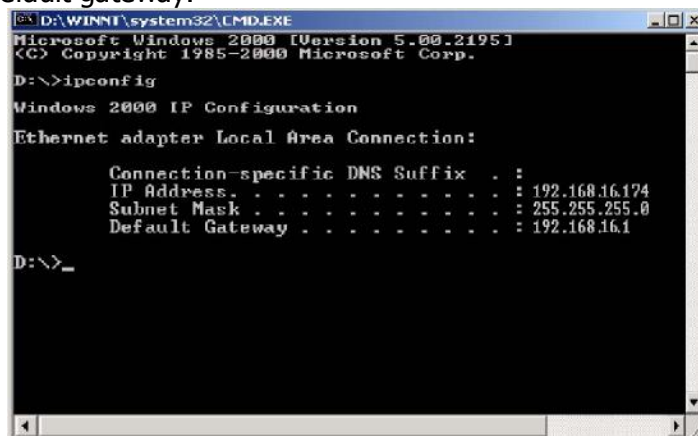 efault gateway.
D:\WINNT\system32\CMD.EXE
Microsoft Windows 2000 [Version 5.00.2195]
(C) Copyright 1985-2000 Microsoft Corp.
D:\>ipconfig
Windows 2000 IP Configuration
Ethernet adapter Local Area Connection:
Connection-specific DNS Suffix . :
IP Address. . . . . . . . . . . . : 192.168.16.174
Subnet Mask . . . . . . . . . . . : 255.255.255.0
Default Gateway . . . . . . . . . : 192.168.16.1
D:\>_